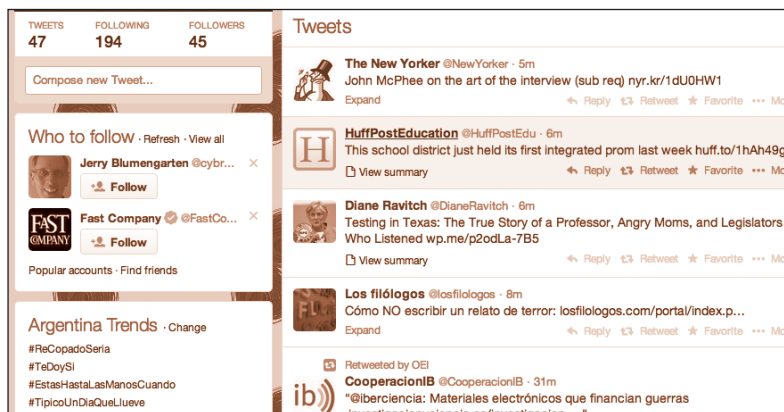 TWEETS FOLLOWING FOLLOWERS
47 194 45
Compose new Tweet...
Who to follow · Refresh · View all
Jerry Blumengarten @cybr...
Follow
FAST COMPANY
Fast Company @FastCo...
Follow
Popular accounts · Find friends
Argentina Trends · Change
#ReCopadoSeria
#TeDoySi
#EstasHastaLasManosCuando
#TipicoUnDiaQueLlueve
Tweets
The New Yorker @NewYorker · 5m
John McPhee on the art of the interview (sub req) nyr.kr/1dU0HW1
Expand Reply Retweet Favorite ••• Mo
H
HuffPostEducation @HuffPostEdu · 6m
This school district just held its first integrated prom last week huff.to/1hAh49g
View summary Reply Retweet Favorite ••• Mo
Diane Ravitch @DianeRavitch · 6m
Testing in Texas: The True Story of a Professor, Angry Moms, and Legislators
Who Listened wp.me/p2odLa-7B5
View summary Reply Retweet Favorite ••• Mo
Los filólogos @losfilologos · 8m
Cómo NO escribir un relato de terror: losfilologos.com/portal/index.p...
Expand Reply Retweet Favorite ••• Mo
Retweeted by OEI
ib
CooperacionIB @CooperacionIB · 31m
"@iberciencia: Materiales electrónicos que financian guerras